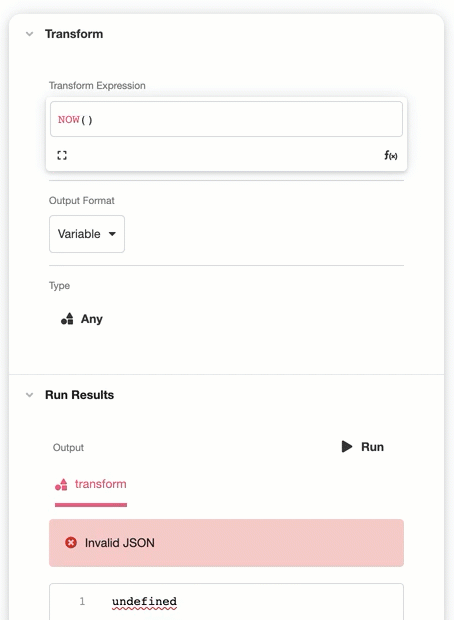 Transform
Transform Expression
NOW()
f(x)
Output Format
Variable
Type
Any
Run Results
Output
Run
transform
Invalid JSON
1 undefined